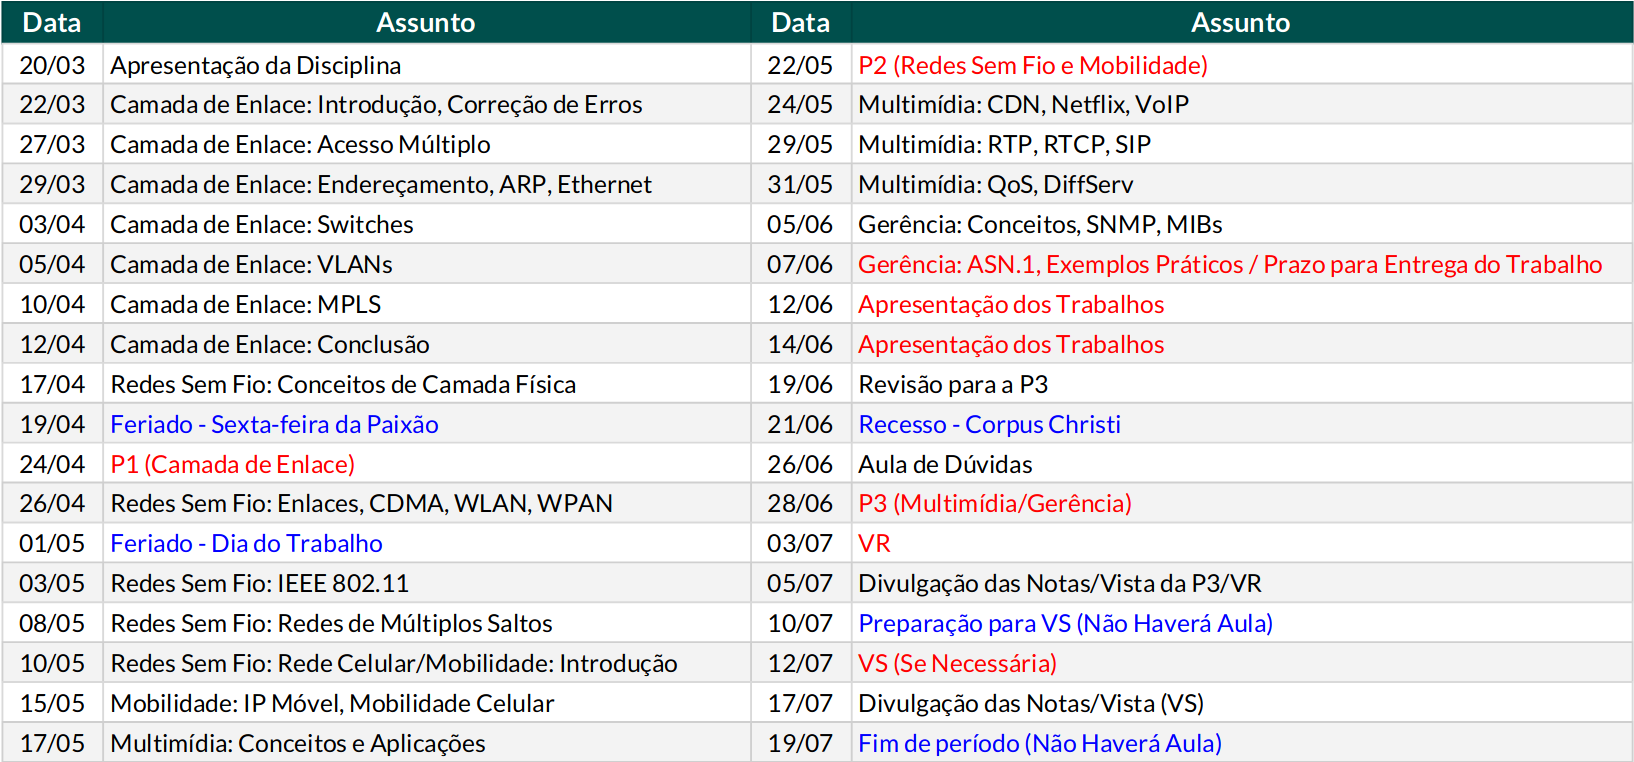 Data Assunto Data Assunto
20/03 Apresentação da Disciplina 22/05 P2 (Redes Sem Fio e Mobilidade)
22/03 Camada de Enlace: Introdução, Correção de Erros 24/05 Multimídia: CDN, Netflix, VoIP
27/03 Camada de Enlace: Acesso Múltiplo 29/05 Multimídia: RTP, RTCP, SIP
29/03 Camada de Enlace: Endereçamento, ARP, Ethernet 31/05 Multimídia: QoS, DiffServ
03/04 Camada de Enlace: Switches 05/06 Gerência: Conceitos, SNMP, MIBs
05/04 Camada de Enlace: VLANs 07/06 Gerência: ASN.1, Exemplos Práticos / Prazo para Entrega do Trabalho
10/04 Camada de Enlace: MPLS 12/06 Apresentação dos Trabalhos
12/04 Camada de Enlace: Conclusão 14/06 Apresentação dos Trabalhos
17/04 Redes Sem Fio: Conceitos de Camada Física 19/06 Revisão para a P3
19/04 Feriado - Sexta-feira da Paixão 21/06 Recesso - Corpus Christi
24/04 P1 (Camada de Enlace) 26/06 Aula de Dúvidas
26/04 Redes Sem Fio: Enlaces, CDMA, WLAN, WPAN 28/06 P3 (Multimídia/Gerência)
01/05 Feriado - Dia do Trabalho 03/07 VR
03/05 Redes Sem Fio: IEEE 802.11 05/07 Divulgação das Notas/Vista da P3/VR
08/05 Redes Sem Fio: Redes de Múltiplos Saltos 10/07 Preparação para VS (Não Haverá Aula)
10/05 Redes Sem Fio: Rede Celular/Mobilidade: Introdução 12/07 VS (Se Necessária)
15/05 Mobilidade: IP Móvel, Mobilidade Celular 17/07 Divulgação das Notas/Vista (VS)
17/05 Multimídia: Conceitos e Aplicações 19/07 Fim de período (Não Haverá Aula)